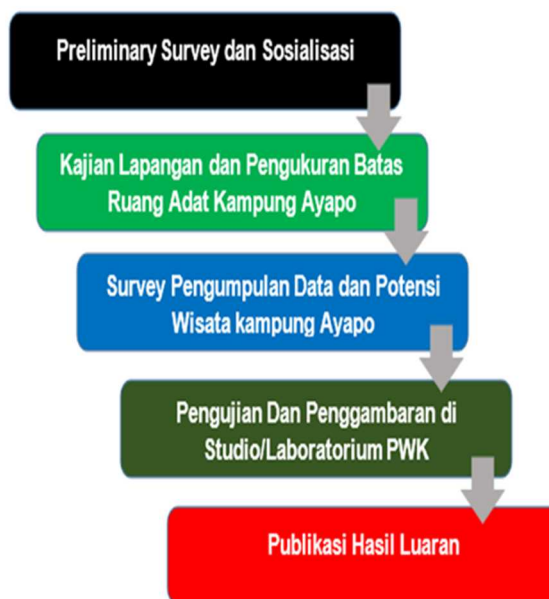 Preliminary Survey dan Sosialisasi
Kajian Lapangan dan Pengukuran Batas
Ruang Adat Kampung Ayapo
Survey Pengumpulan Data dan Potensi
Wisata kampung Ayapo
Pengujian Dan Penggambaran di
Studio/Laboratorium PWK
Publikasi Hasil Luaran